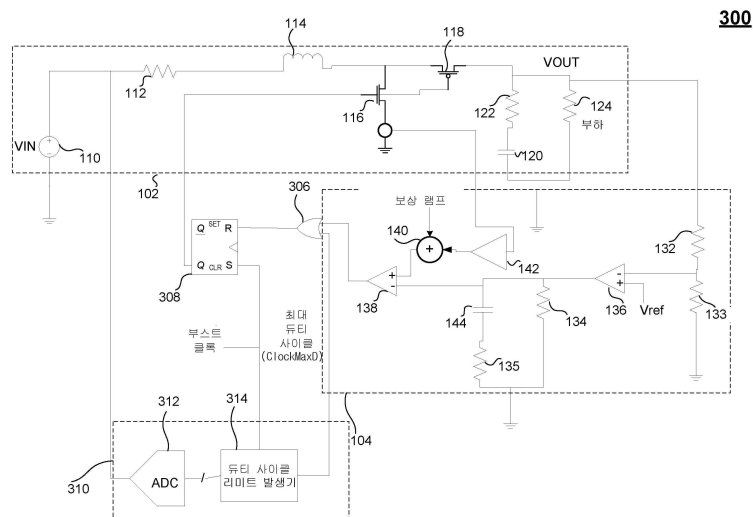 300
114
118
VOUT
112
122
124
116
부하
VIN
110
120
102
보상 램프
306
132
140
+
SET
Q
R
142
Q
CLR
S
+
-
138
-
+
136
308
133
144
134
Vref
최대
듀티
사이클
(ClockMaxD)
부스트
클록
135
312
314
104
310
ADC
듀티 사이클
리미트 발생기